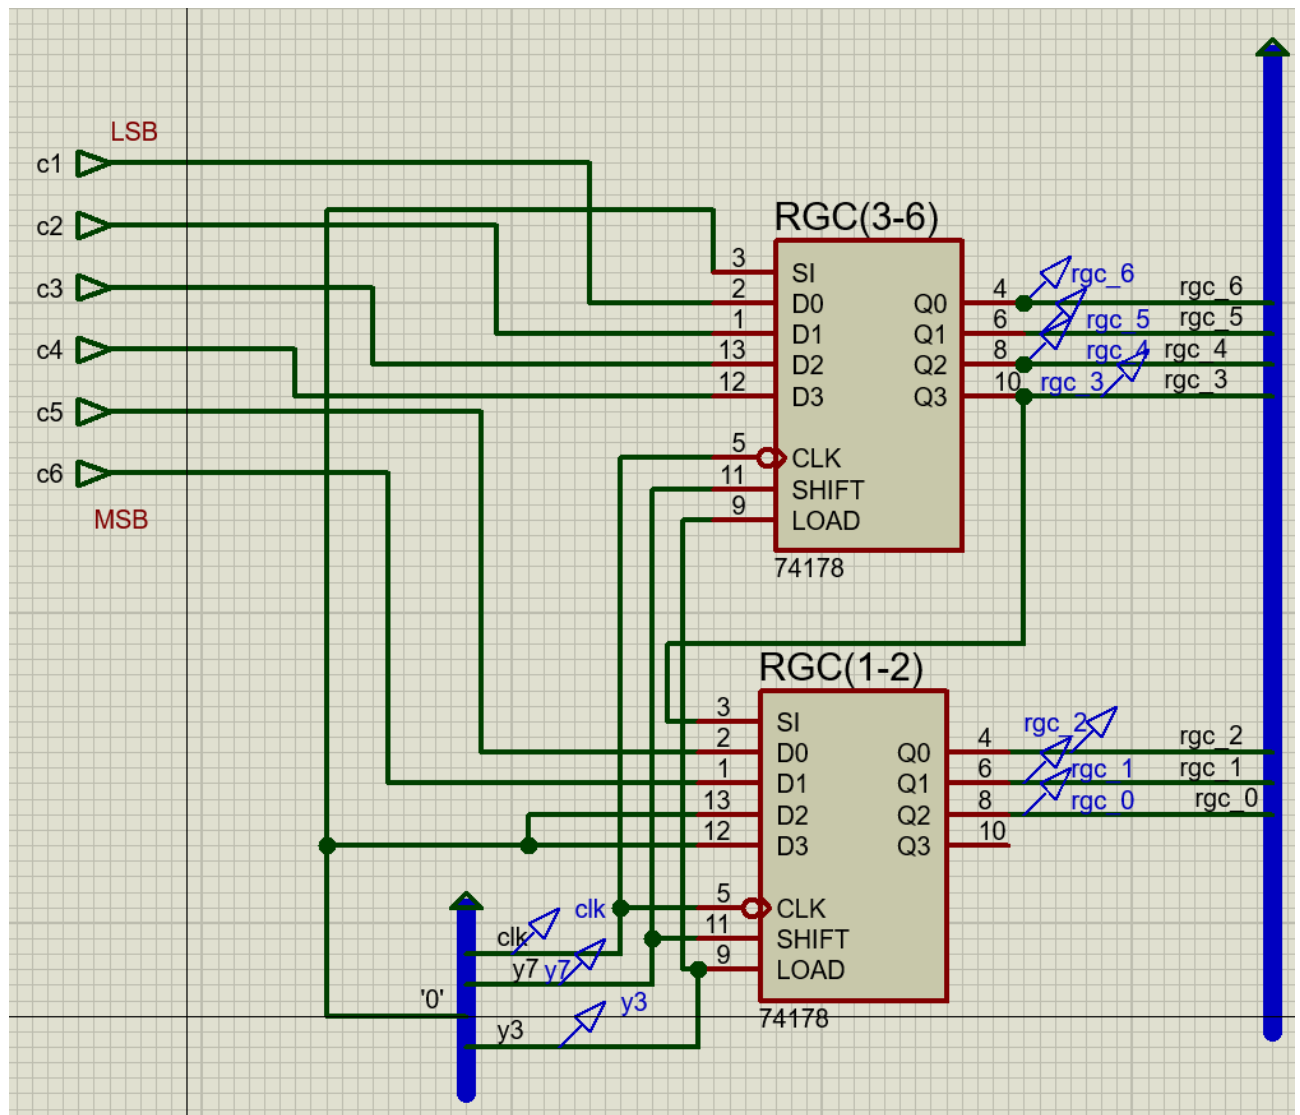 LSB
c1
c2
c3
c4
c5
c6
MSB
RGC(3-6)
3 SI
2 D0 Q0 4 rgc_6 rgc_6
1 D1 Q1 6 rgc_5 rgc_5
13 D2 Q2 8 rgc_4 rgc_4
12 D3 Q3 10 rgc_3 rgc_3
5 CLK
11 SHIFT
9 LOAD
74178
RGC(1-2)
3 SI
2 D0 Q0 4 rgc_2 rgc_2
1 D1 Q1 6 rgc_1 rgc_1
13 D2 Q2 8 rgc_0 rgc_0
12 D3 Q3 10
5 CLK
11 SHIFT
9 LOAD
74178
clk clk
y7 y7
'0'
y3 y3